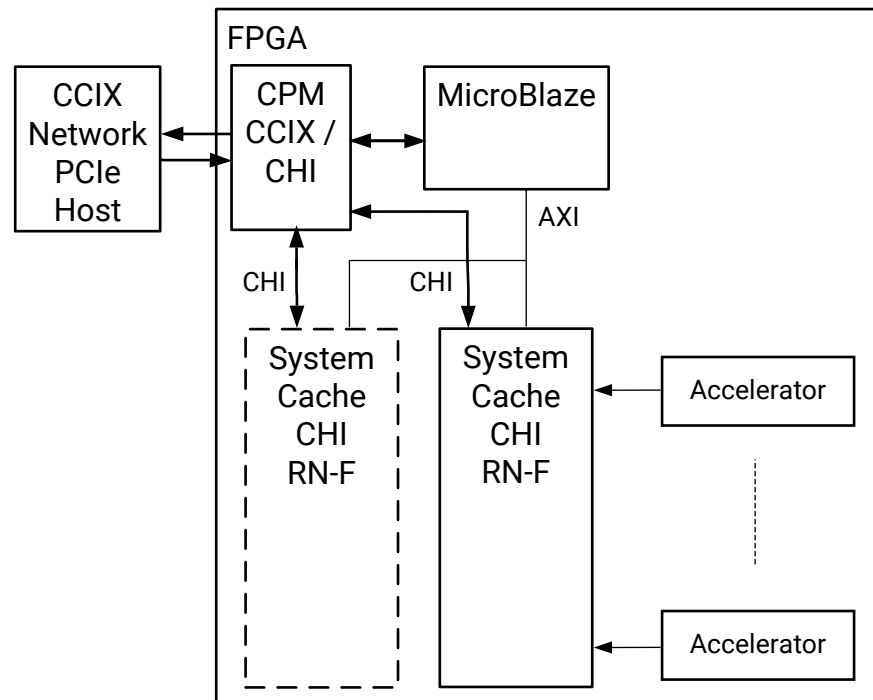 FPGA
CCIX
Network
PCIe
Host
CPM
CCIX /
CHI
MicroBlaze
AXI
CHI
CHI
System
Cache
CHI
RN-F
System
Cache
CHI
RN-F
Accelerator
Accelerator